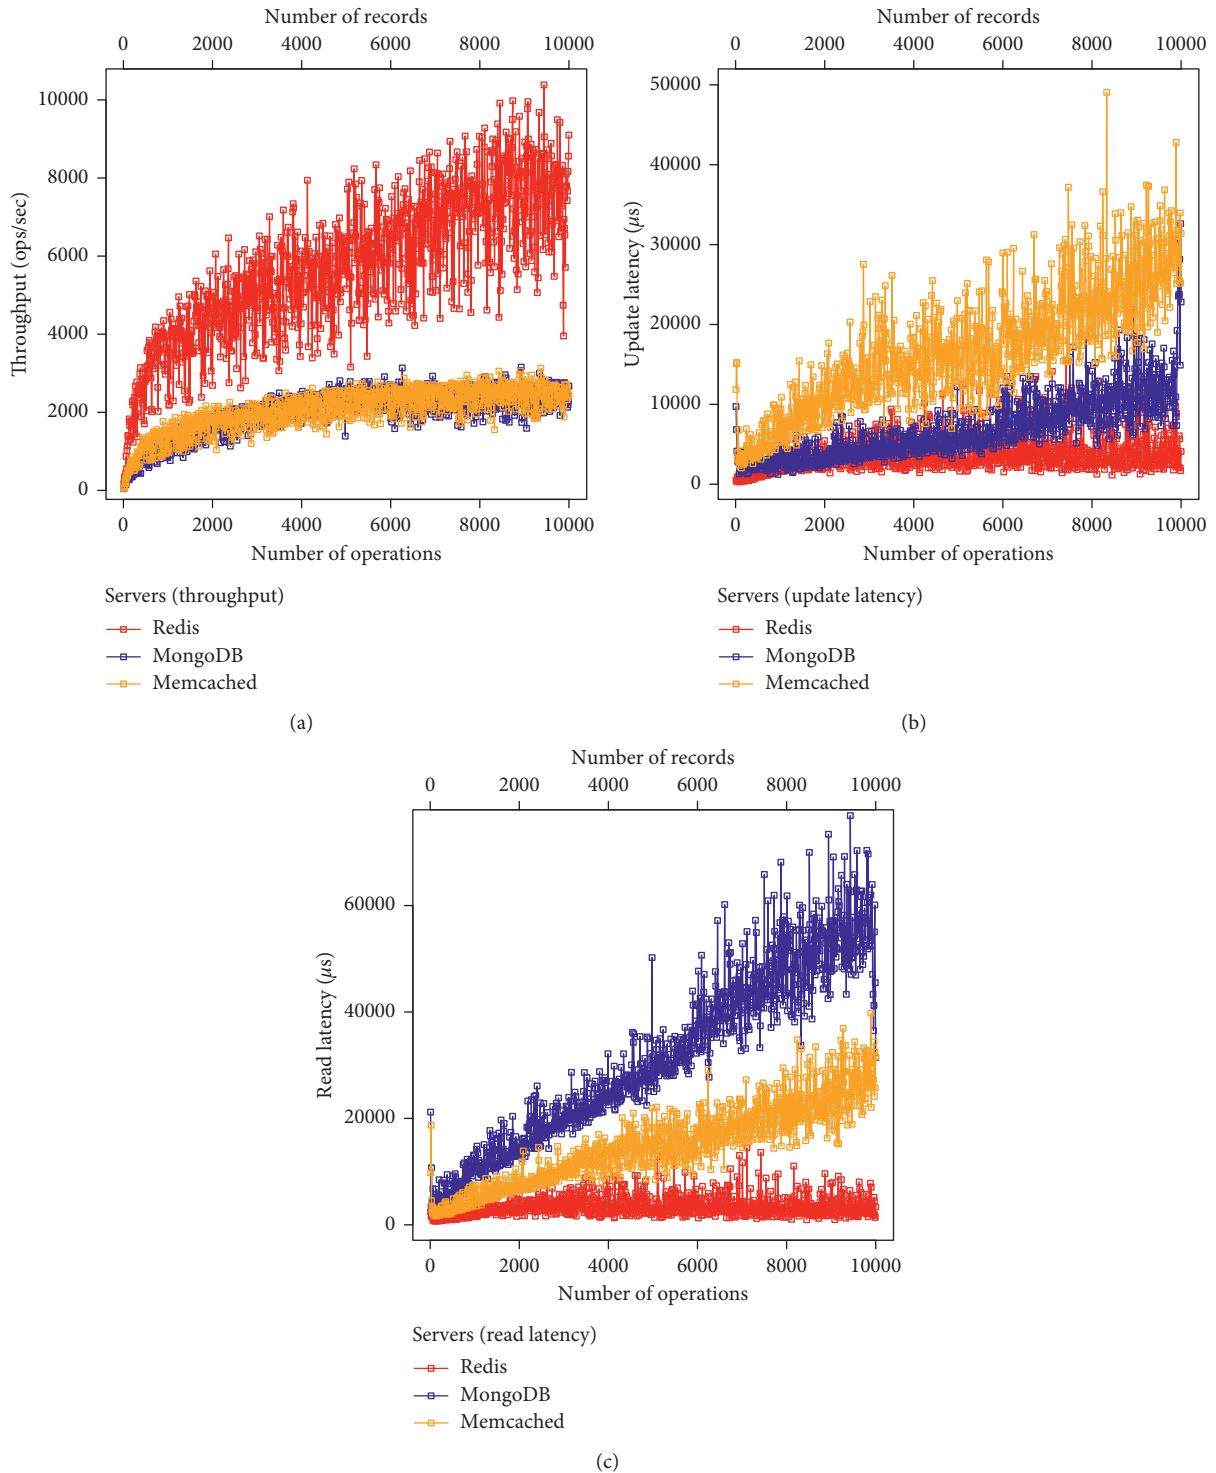 Number of records
0 2000 4000 6000 8000 10000
10000
8000
6000
4000
2000
0
Throughput (ops/sec)
0 2000 4000 6000 8000 10000
Number of operations
Servers (throughput)
Redis
MongoDB
Memcached
(a)
Number of records
0 2000 4000 6000 8000 10000
50000
40000
30000
20000
10000
0
Update latency (μs)
0 2000 4000 6000 8000 10000
Number of operations
Servers (update latency)
Redis
MongoDB
Memcached
(b)
Number of records
0 2000 4000 6000 8000 10000
60000
40000
20000
0
Read latency (μs)
0 2000 4000 6000 8000 10000
Number of operations
Servers (read latency)
Redis
MongoDB
Memcached
(c)